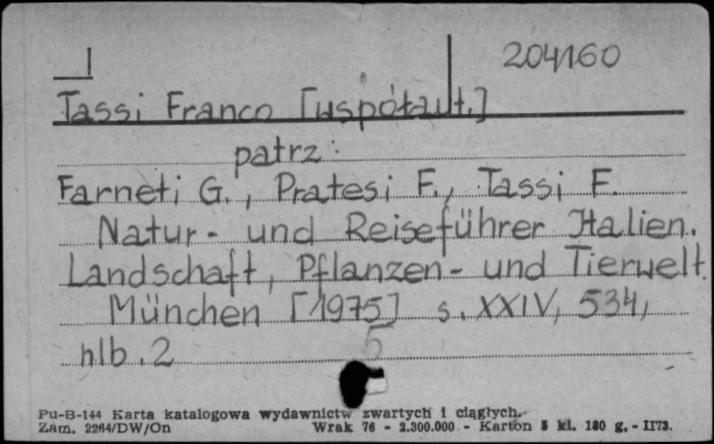 1 204160
Tassi Franco [współaut.]
patrz:
Farneti G., Pratesi F., Tassi F.
Natur- und Reiseführer Italien.
Landschaft, Pflanzen- und Tierwelt.
München [1975] s. XXIV, 534,
nlb. 2 5
Pu-B-144 Karta katalogowa wydawnictw zwartych i ciągłych.
Zam. 2264/DW/On Wrak 76 - 2.300.000 - Karton 5 kl. 180 g. - II73.